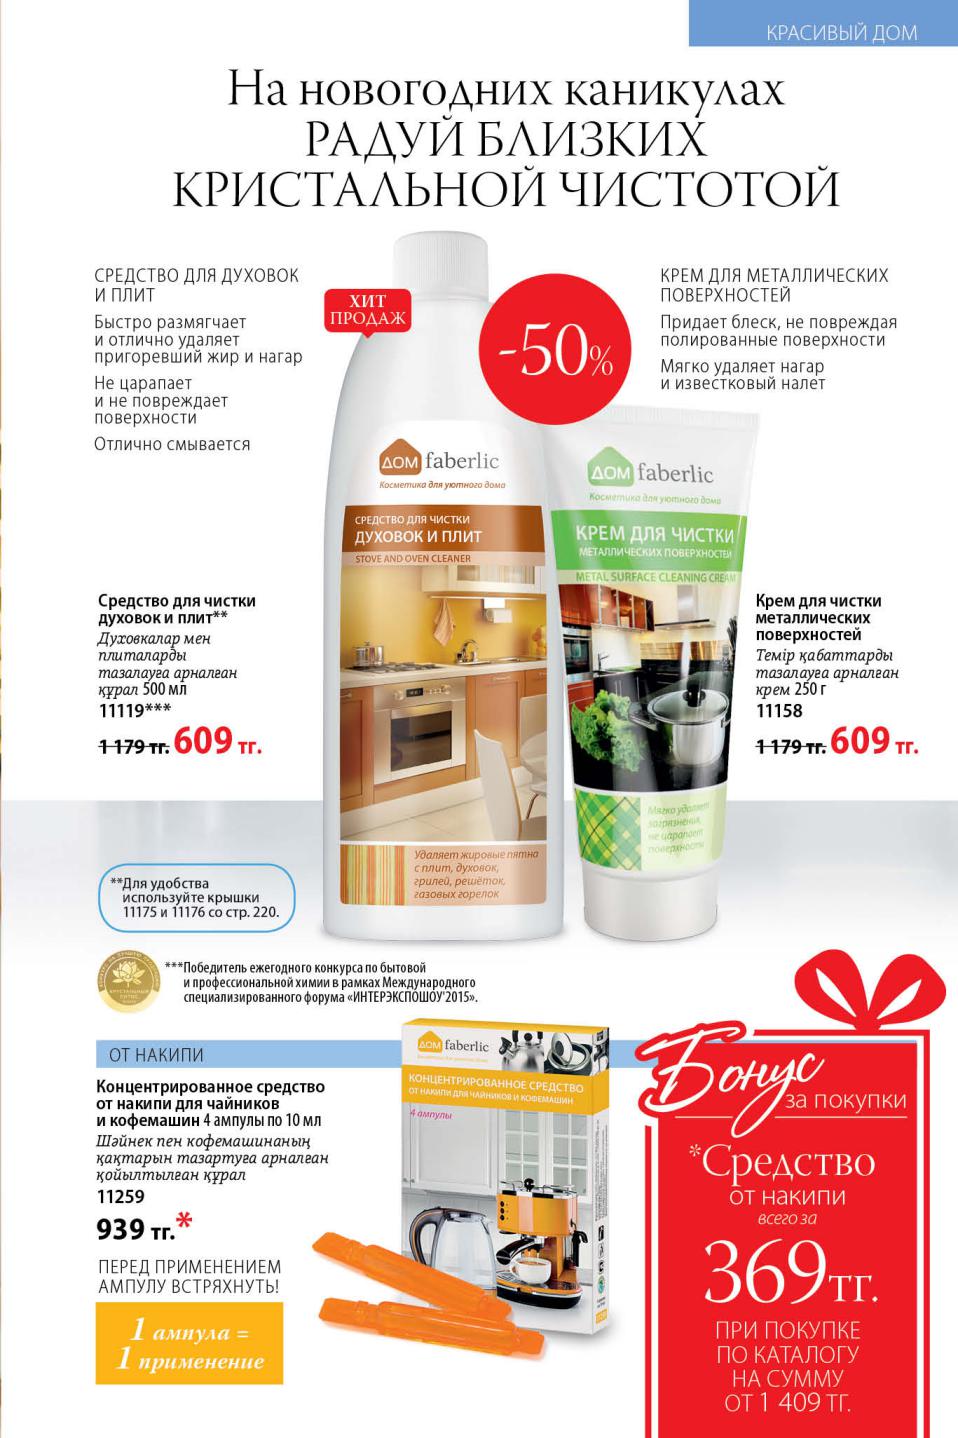 КРАСИВЫЙ ДОМ
На новогодних каникулах
РАДУЙ БЛИЗКИХ
КРИСТАЛЬНОЙ ЧИСТОТОЙ
СРЕДСТВО ДЛЯ ДУХОВОК
И ПЛИТ
Быстро размягчает
и отлично удаляет
пригоревший жир и нагар
Не царапает
и не повреждает
поверхности
Отлично смывается
ХИТ
ПРОДАЖ
-50%
КРЕМ ДЛЯ МЕТАЛЛИЧЕСКИХ
ПОВЕРХНОСТЕЙ
Придает блеск, не повреждая
полированные поверхности
Мягко удаляет нагар
и известковый налет
ДОМ faberlic
Косметика для уютного дома
СРЕДСТВО ДЛЯ ЧИСТКИ
ДУХОВОК И ПЛИТ
STOVE AND OVEN CLEANER
Удаляет жировые пятна
с плит, духовок,
грилей, решёток,
газовых горелок
ДОМ faberlic
Косметика для уютного дома
КРЕМ ДЛЯ ЧИСТКИ
МЕТАЛЛИЧЕСКИХ ПОВЕРХНОСТЕЙ
METAL SURFACE CLEANING CREAM
Мягко удаляет
загрязнения,
не царапает
поверхности
Средство для чистки
духовок и плит**
Духовкалар мен
плиталарды
тазалауға арналған
құрал 500 мл
11119***
1 179 тг. 609 тг.
Крем для чистки
металлических
поверхностей
Темір қабаттарды
тазалауға арналған
крем 250 г
11158
1 179 тг. 609 тг.
**Для удобства
используйте крышки
11175 и 11176 со стр. 220.
***Победитель ежегодного конкурса по бытовой
и профессиональной химии в рамках Международного
специализированного форума «ИНТЕРЭКСПОШОУ'2015».
ОТ НАКИПИ
Концентрированное средство
от накипи для чайников
и кофемашин 4 ампулы по 10 мл
Шәйнек пен кофемашинаның
қақтарын тазартуға арналған
қойылтылған құрал
11259
939 тг.*
ПЕРЕД ПРИМЕНЕНИЕМ
АМПУЛУ ВСТРЯХНУТЬ!
1 ампула =
1 применение
ДОМ faberlic
Косметика для уютного дома
КОНЦЕНТРИРОВАННОЕ СРЕДСТВО
ОТ НАКИПИ ДЛЯ ЧАЙНИКОВ И КОФЕМАШИН
4 ампулы
Бонус
за покупки
*Средство
от накипи
всего за
369 тг.
ПРИ ПОКУПКЕ
ПО КАТАЛОГУ
НА СУММУ
ОТ 1 409 ТГ.